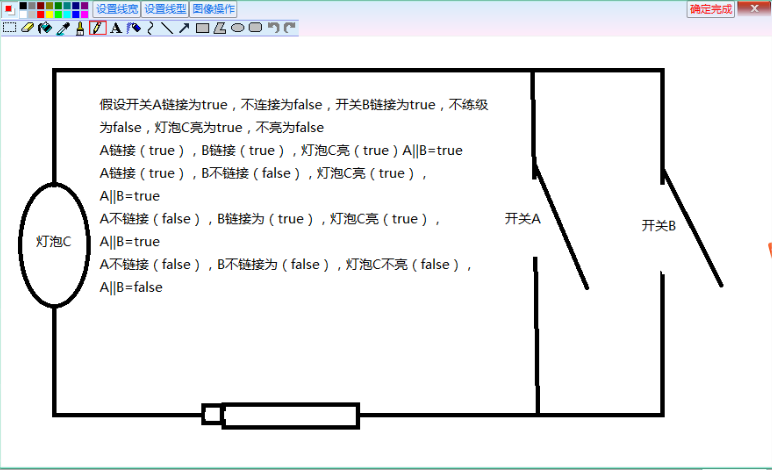 设置线宽 设置线型 图像操作 确定完成
假设开关A链接为true，不连接为false，开关B链接为true，不练级
为false，灯泡C亮为true，不亮为false
A链接（true），B链接（true），灯泡C亮（true）A||B=true
A链接（true），B不链接（false），灯泡C亮（true），
A||B=true
A不链接（false），B链接为（true），灯泡C亮（true），
A||B=true
A不链接（false），B不链接为（false），灯泡C不亮（false），
A||B=false
灯泡C
开关A
开关B